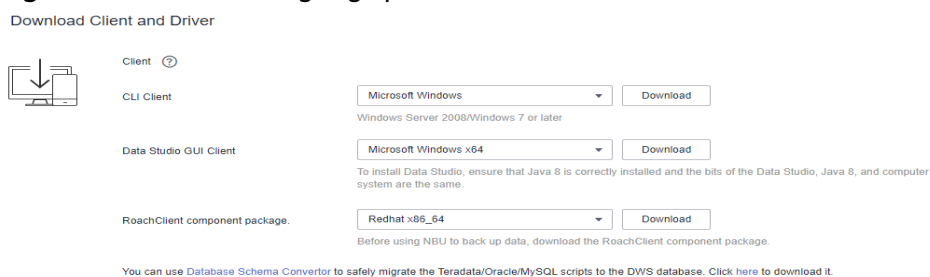 Download Client and Driver
Client ?
CLI Client
Microsoft Windows
Download
Windows Server 2008/Windows 7 or later
Data Studio GUI Client
Microsoft Windows x64
Download
To install Data Studio, ensure that Java 8 is correctly installed and the bits of the Data Studio, Java 8, and computer
system are the same.
RoachClient component package.
Redhat x86_64
Download
Before using NBU to back up data, download the RoachClient component package.
You can use Database Schema Convertor to safely migrate the Teradata/Oracle/MySQL scripts to the DWS database. Click here to download it.